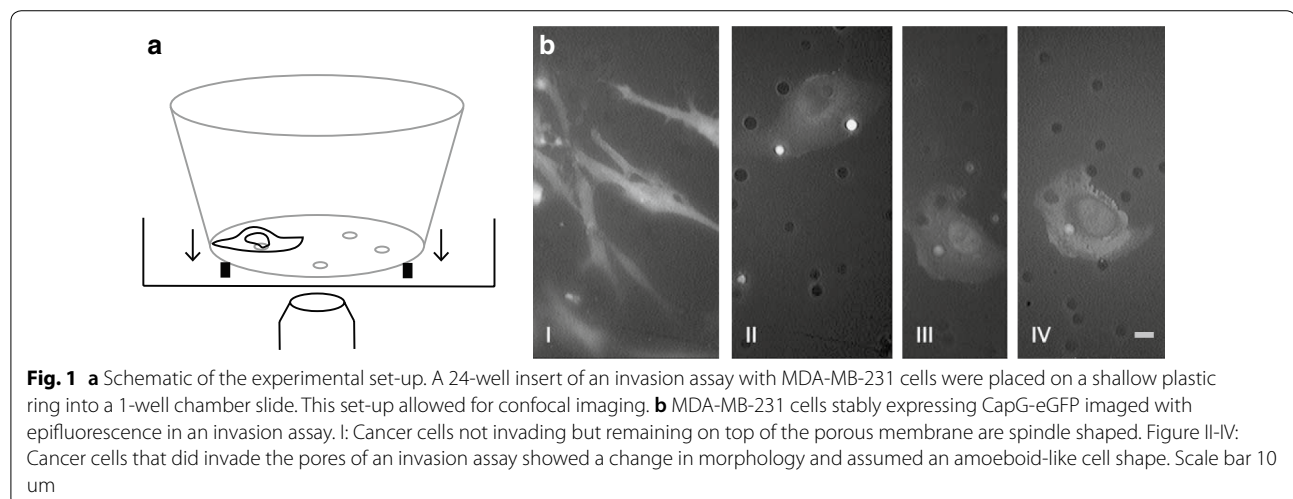 a
b
I
II
III
IV
Fig. 1 a Schematic of the experimental set-up. A 24-well insert of an invasion assay with MDA-MB-231 cells were placed on a shallow plastic
ring into a 1-well chamber slide. This set-up allowed for confocal imaging. b MDA-MB-231 cells stably expressing CapG-eGFP imaged with
epifluorescence in an invasion assay. I: Cancer cells not invading but remaining on top of the porous membrane are spindle shaped. Figure II-IV:
Cancer cells that did invade the pores of an invasion assay showed a change in morphology and assumed an amoeboid-like cell shape. Scale bar 10
um